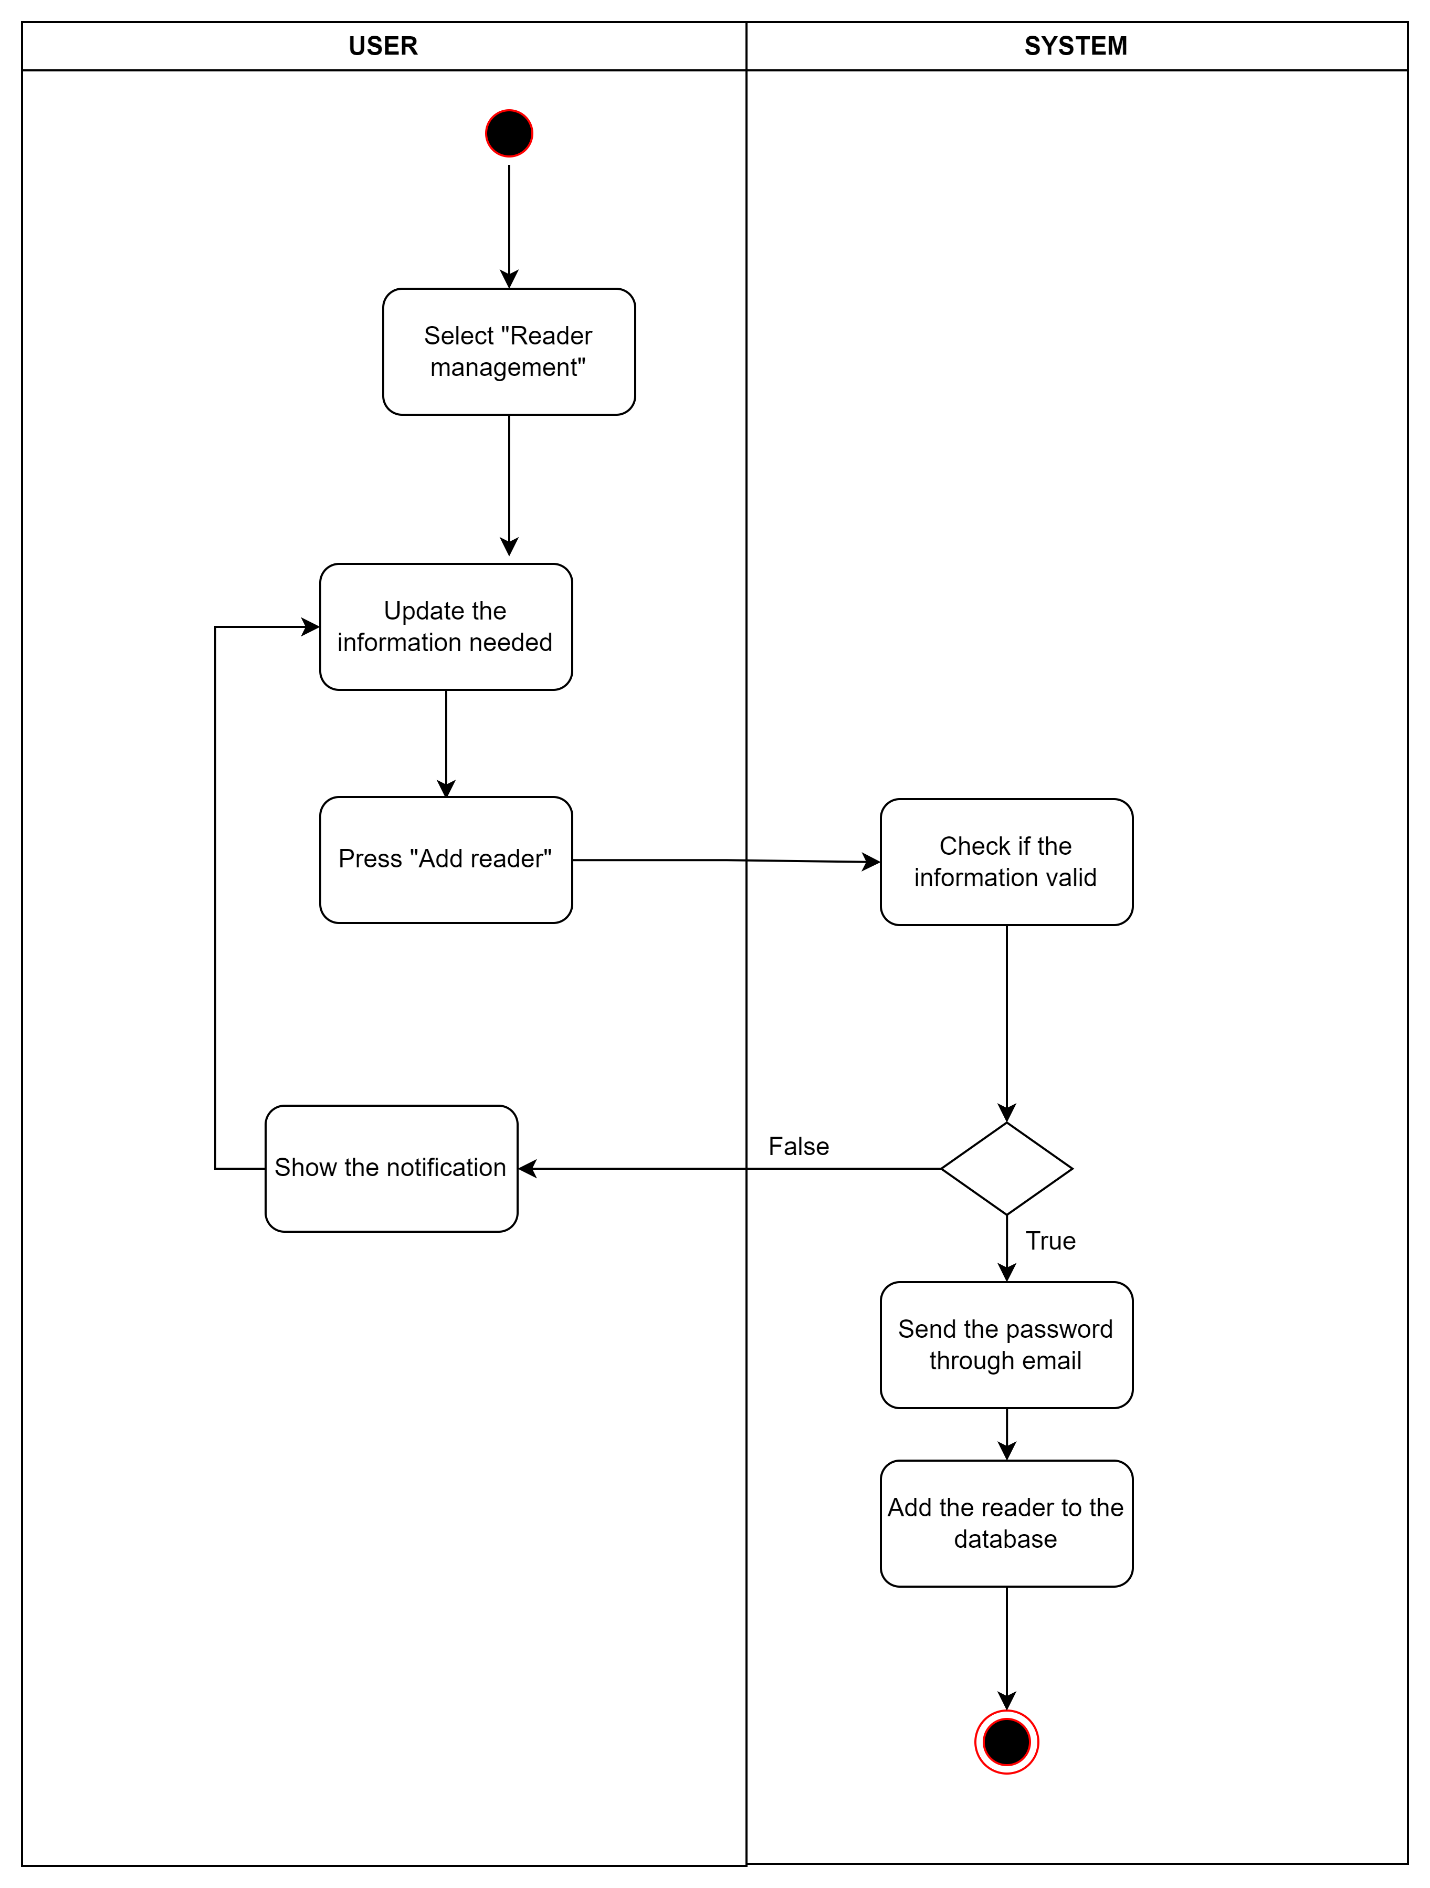 USER
SYSTEM
Select "Reader
management"
Update the
information needed
Press "Add reader"
Check if the
information valid
False
Show the notification
True
Send the password
through email
Add the reader to the
database